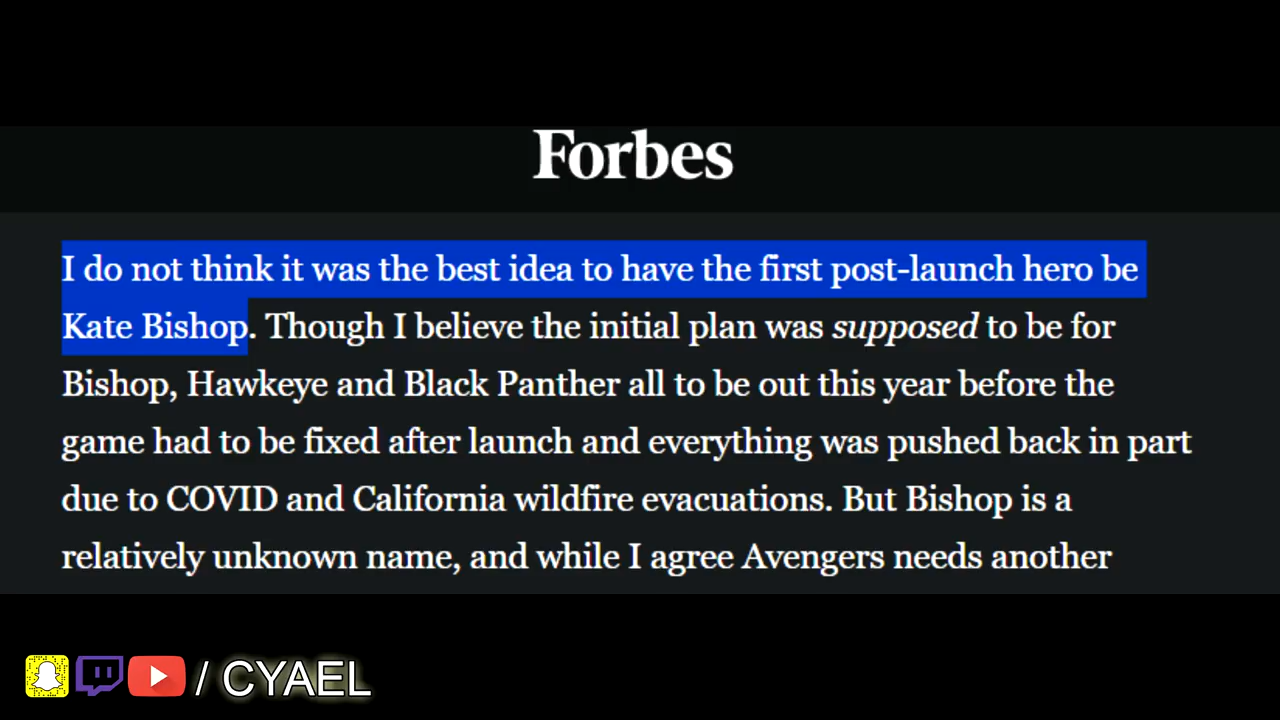 Forbes
I do not think it was the best idea to have the first post-launch hero be
Kate Bishop. Though I believe the initial plan was supposed to be for
Bishop, Hawkeye and Black Panther all to be out this year before the
game had to be fixed after launch and everything was pushed back in part
due to COVID and California wildfire evacuations. But Bishop is a
relatively unknown name, and while I agree Avengers needs another
/ CYAEL